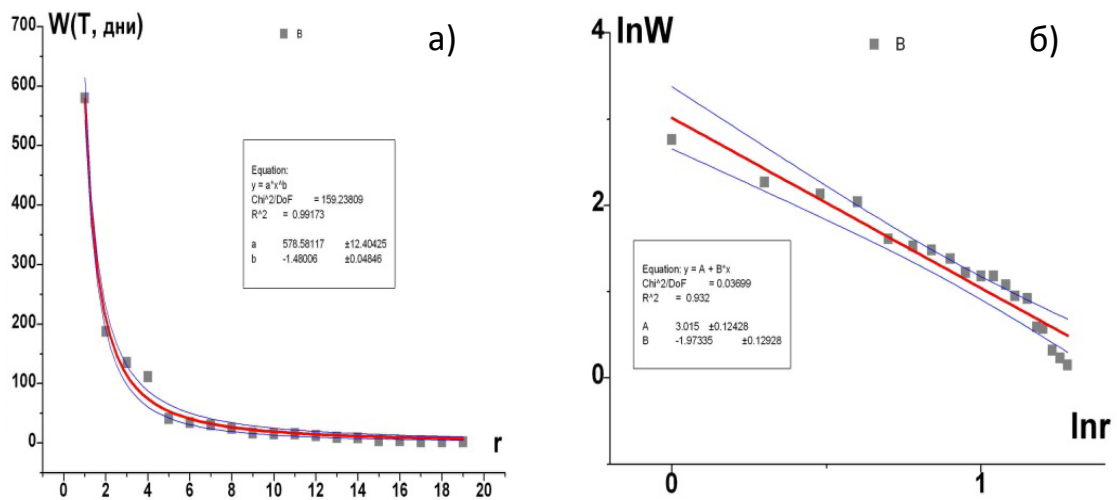 W(T, дни)
B
а)
700
600
500
400
300
200
100
0
Equation:
y = a*x^b
Chi^2/DoF = 159.23809
R^2 = 0.99173
a 578.58117 ±12.40425
b -1.48006 ±0.04846
r
0 2 4 6 8 10 12 14 16 18 20
lnW
B
б)
4
2
0
Equation: y = A + B*x
Chi^2/DoF = 0.03699
R^2 = 0.932
A 3.015 ±0.12428
B -1.97335 ±0.12928
lnr
0 1